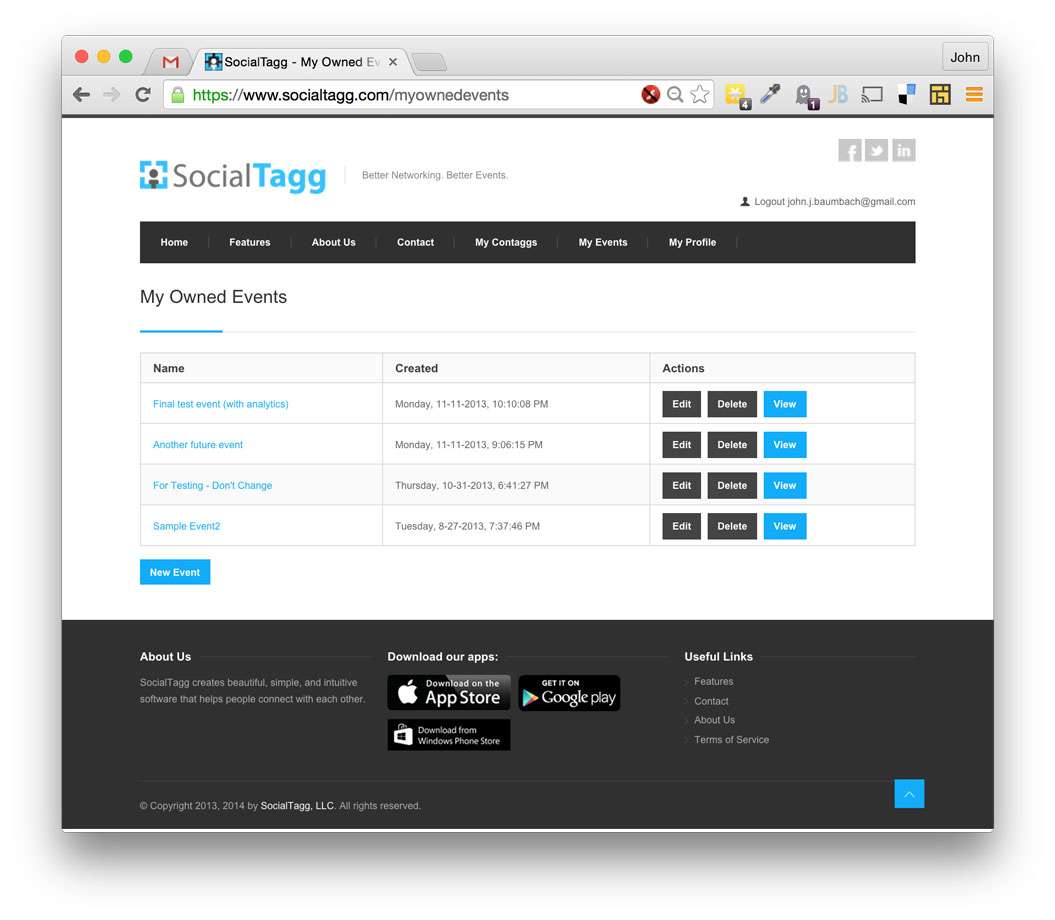 SocialTagg - My Owned Ev
John
https://www.socialtagg.com/myownedevents
4
1
JB
SocialTagg
Better Networking. Better Events.
Logout john.j.baumbach@gmail.com
Home Features About Us Contact My Contaggs My Events My Profile
My Owned Events
Name Created Actions
Final test event (with analytics) Monday, 11-11-2013, 10:10:08 PM Edit Delete View
Another future event Monday, 11-11-2013, 9:06:15 PM Edit Delete View
For Testing - Don't Change Thursday, 10-31-2013, 6:41:27 PM Edit Delete View
Sample Event2 Tuesday, 8-27-2013, 7:37:46 PM Edit Delete View
New Event
About Us
SocialTagg creates beautiful, simple, and intuitive
software that helps people connect with each other.
Download our apps:
Download on the
App Store
GET IT ON
Google play
Download from
Windows Phone Store
Useful Links
Features
Contact
About Us
Terms of Service
© Copyright 2013, 2014 by SocialTagg, LLC. All rights reserved.